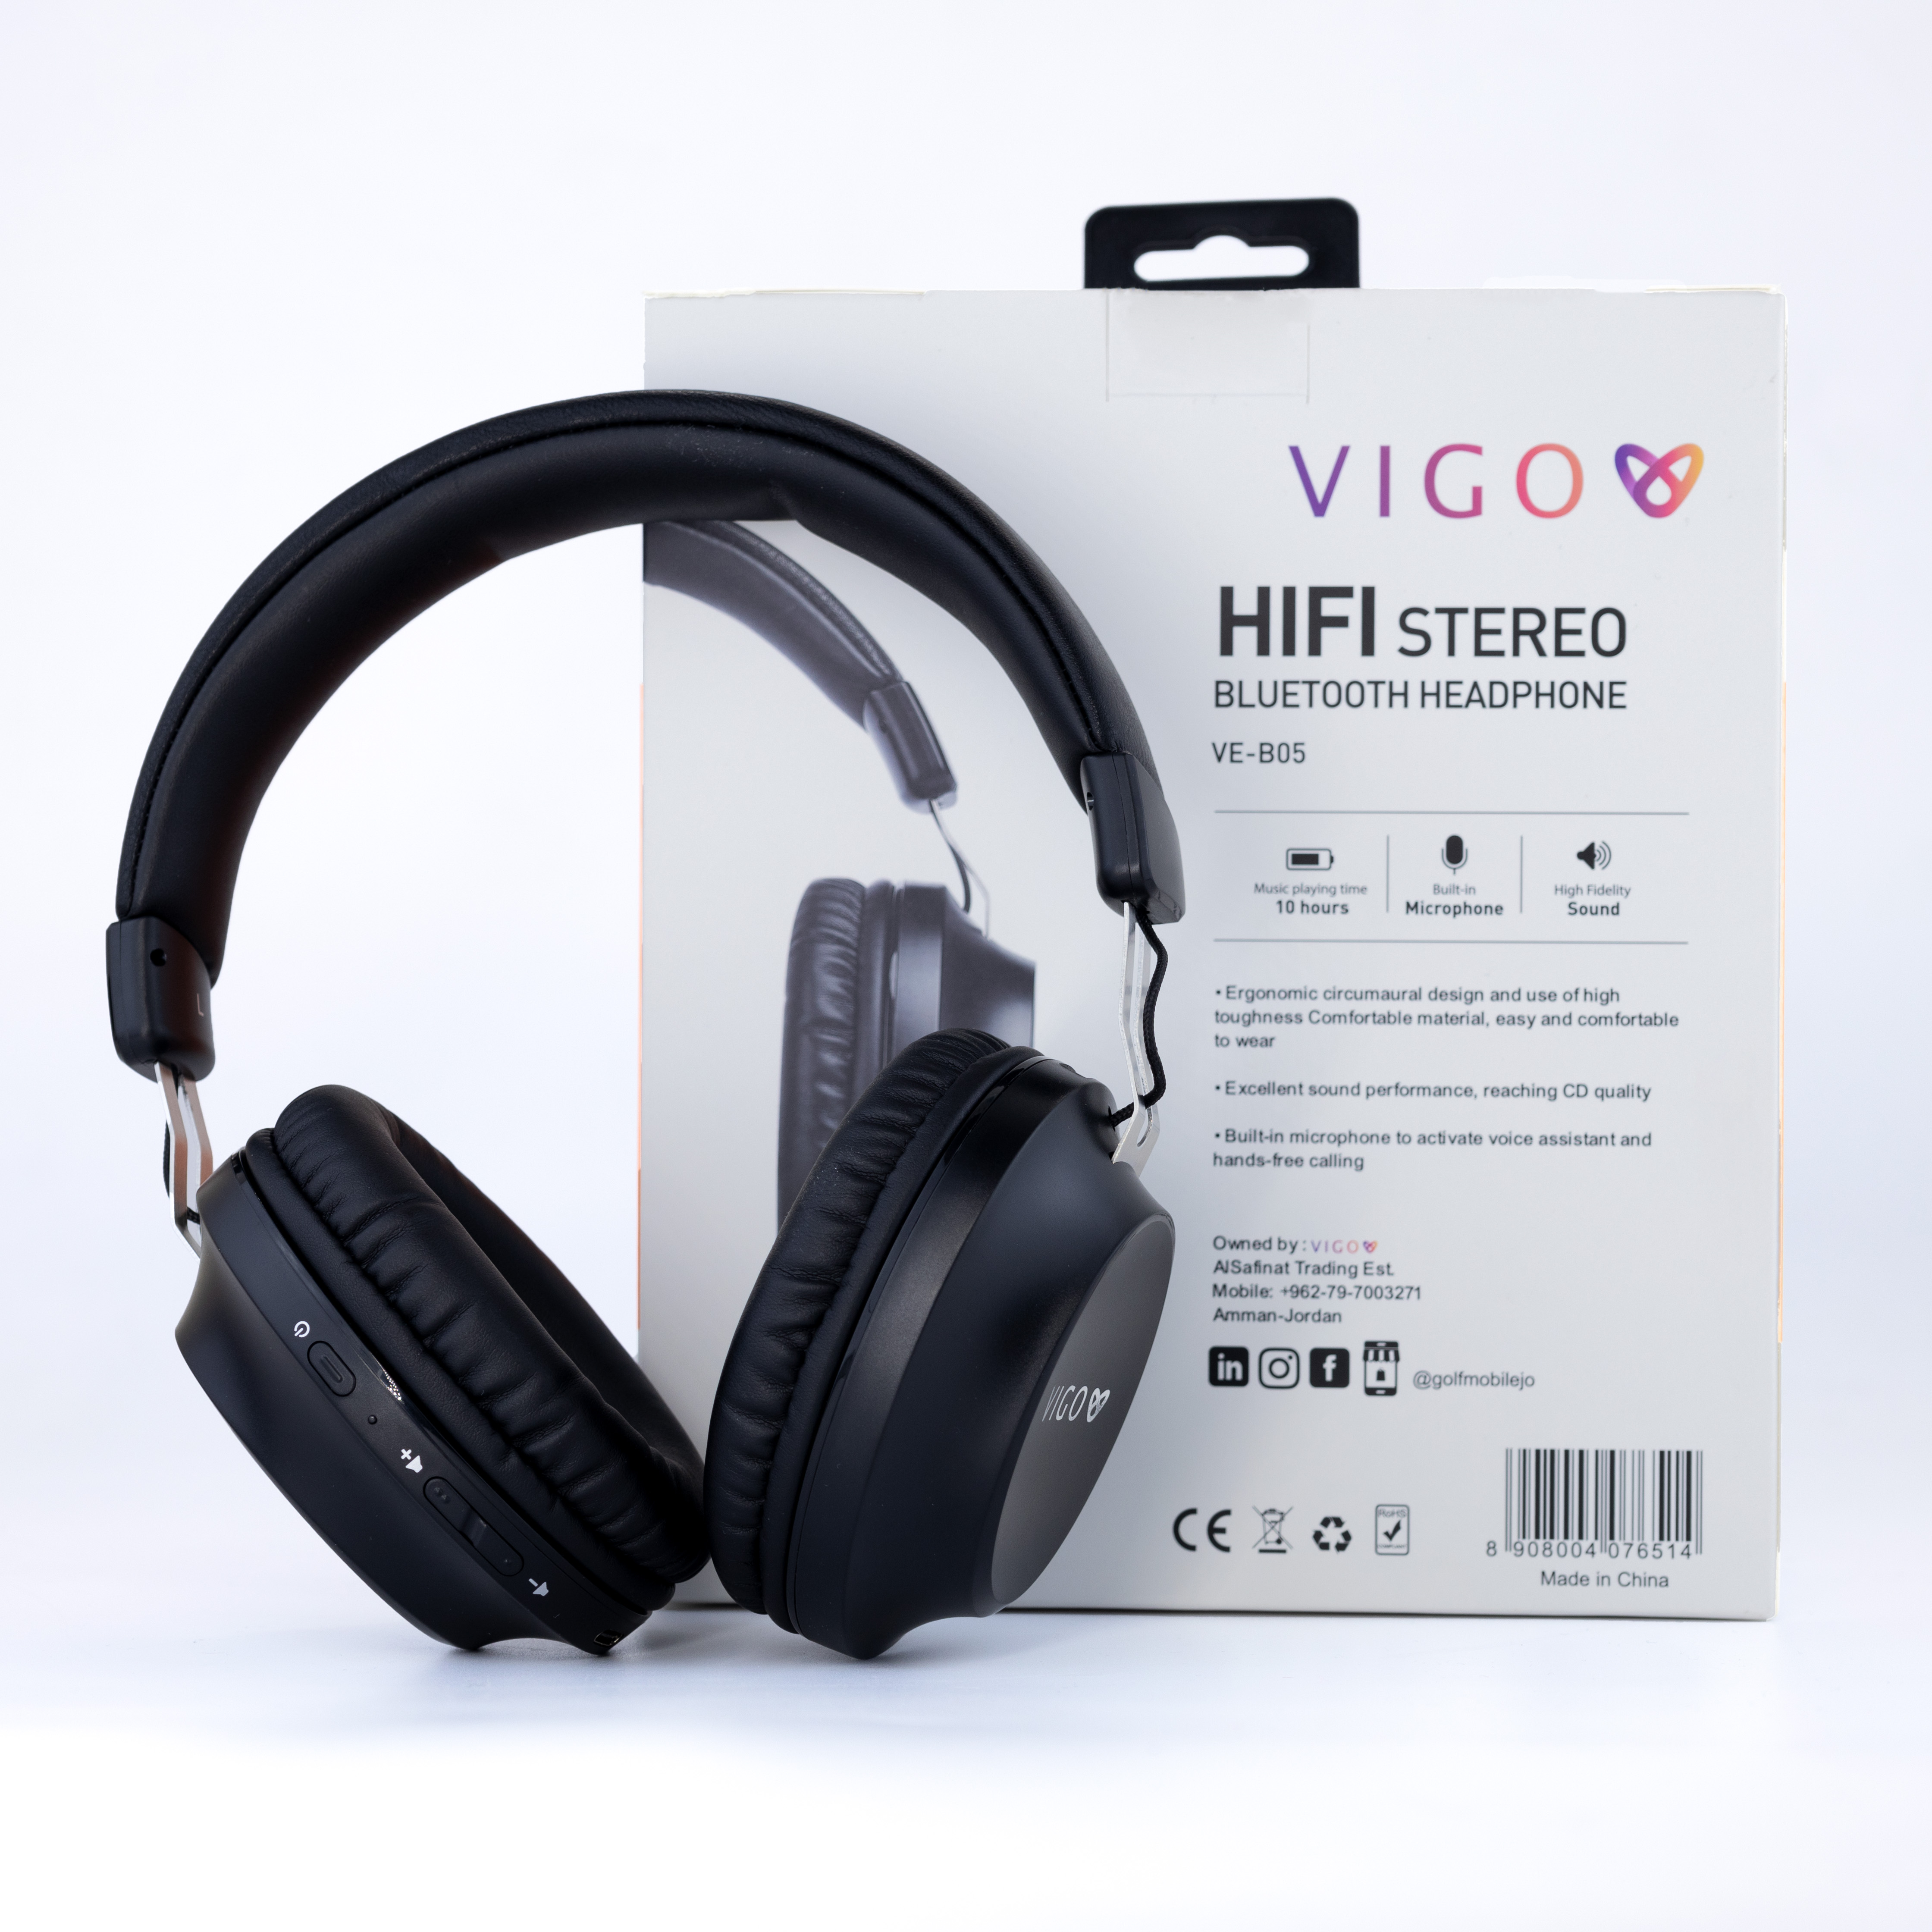 VIGO
HIFI STEREO
BLUETOOTH HEADPHONE
VE-B05
Music playing time
10 hours
Built-in
Microphone
High Fidelity
Sound
• Ergonomic circumaural design and use of high
toughness Comfortable material, easy and comfortable
to wear
• Excellent sound performance, reaching CD quality
• Built-in microphone to activate voice assistant and
hands-free calling
Owned by: VIGO
AlSafinat Trading Est.
Mobile: +962-79-7003271
Amman-Jordan
in f @golfmobilejo
CE
RoHS
COMPLIANT
8 908004 076514
Made in China
L
VIGO